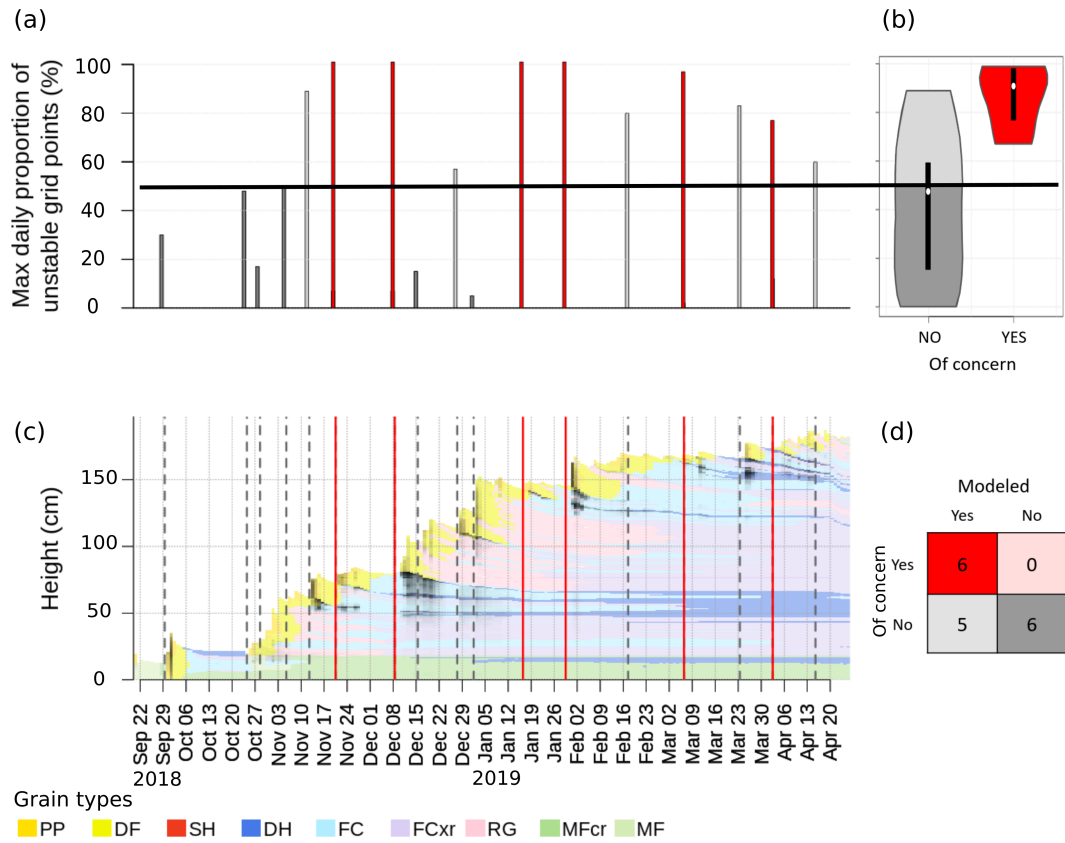 (a)
(b)
Max daily proportion of
unstable grid points (%)
100
80
60
40
20
0
NO YES
Of concern
(c)
(d)
Height (cm)
150
100
50
0
Sep 22
Sep 29
Oct 06
Oct 13
Oct 20
Oct 27
Nov 03
Nov 10
Nov 17
Nov 24
Dec 01
Dec 08
Dec 15
Dec 22
Dec 29
Jan 05
Jan 12
Jan 19
Jan 26
Feb 02
Feb 09
Feb 16
Feb 23
Mar 02
Mar 09
Mar 16
Mar 23
Mar 30
Apr 06
Apr 13
Apr 20
2018
2019
Modeled
Yes No
Of concern
Yes 6 0
No 5 6
Grain types
PP DF SH DH FC FCxr RG MFcr MF